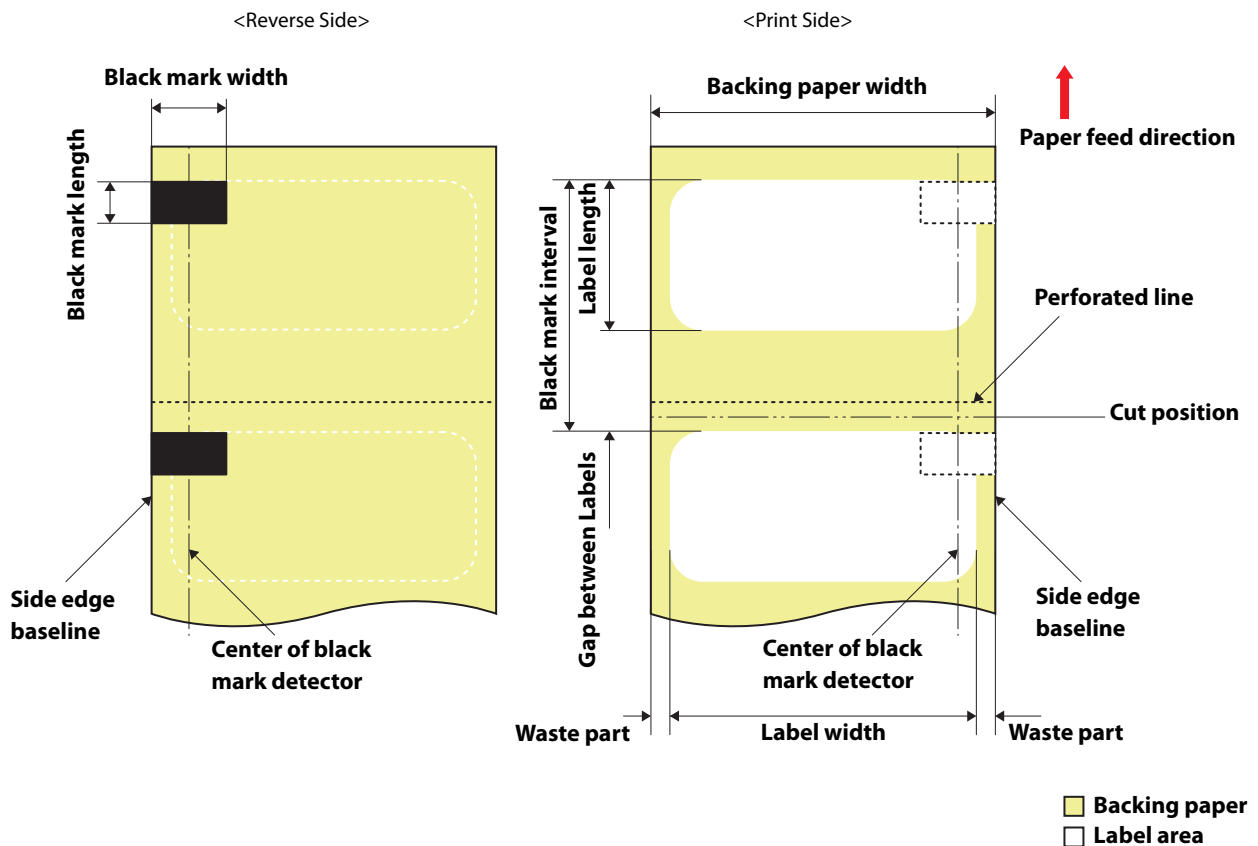 <Reverse Side>
<Print Side>
Black mark width
Backing paper width
Paper feed direction
Black mark length
Black mark interval
Label length
Perforated line
Cut position
Gap between Labels
Side edge
baseline
Center of black
mark detector
Center of black
mark detector
Side edge
baseline
Waste part
Label width
Waste part
Backing paper
Label area